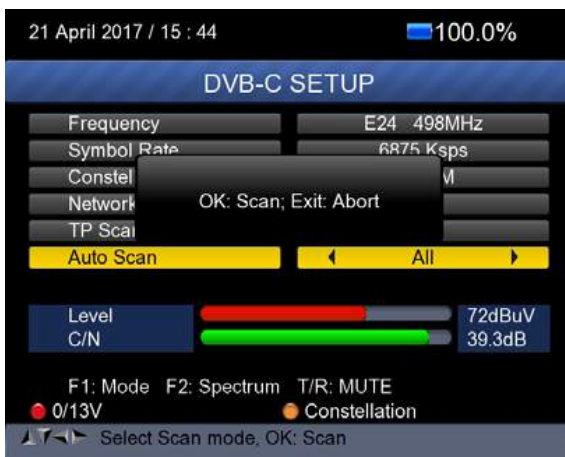 21 April 2017 / 15 : 44 100.0%
DVB-C SETUP
Frequency E24 498MHz
Symbol Rate 6875 Ksps
Constel M
OK: Scan; Exit: Abort
Network
TP Scan
Auto Scan All
Level 72dBuV
C/N 39.3dB
F1: Mode F2: Spectrum T/R: MUTE
0/13V Constellation
Select Scan mode, OK: Scan